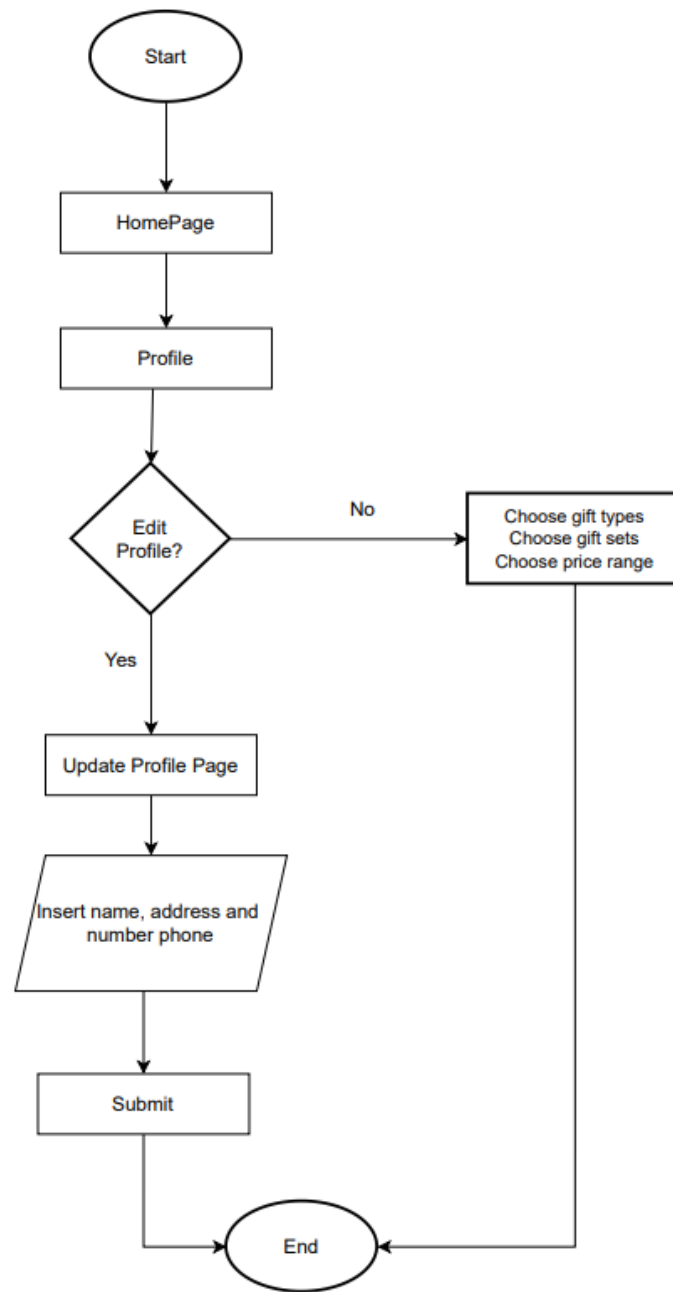 Start
HomePage
Profile
Edit
Profile?
No
Choose gift types
Choose gift sets
Choose price range
Yes
Update Profile Page
Insert name, address and
number phone
Submit
End